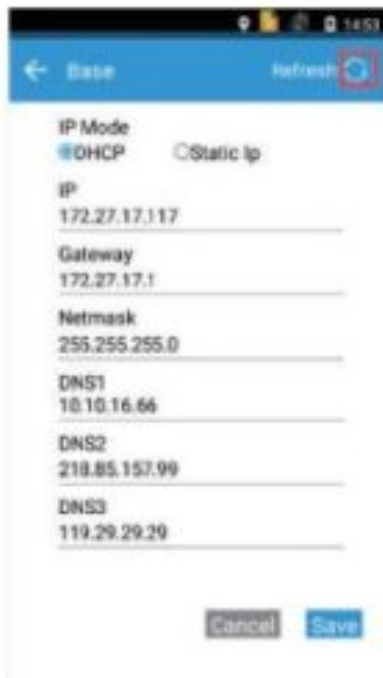 14:53
Base Refresh
IP Mode
DHCP Static Ip
IP
172.27.17.117
Gateway
172.27.17.1
Netmask
255.255.255.0
DNS1
10.10.16.66
DNS2
218.85.157.99
DNS3
119.29.29.29
Cancel Save